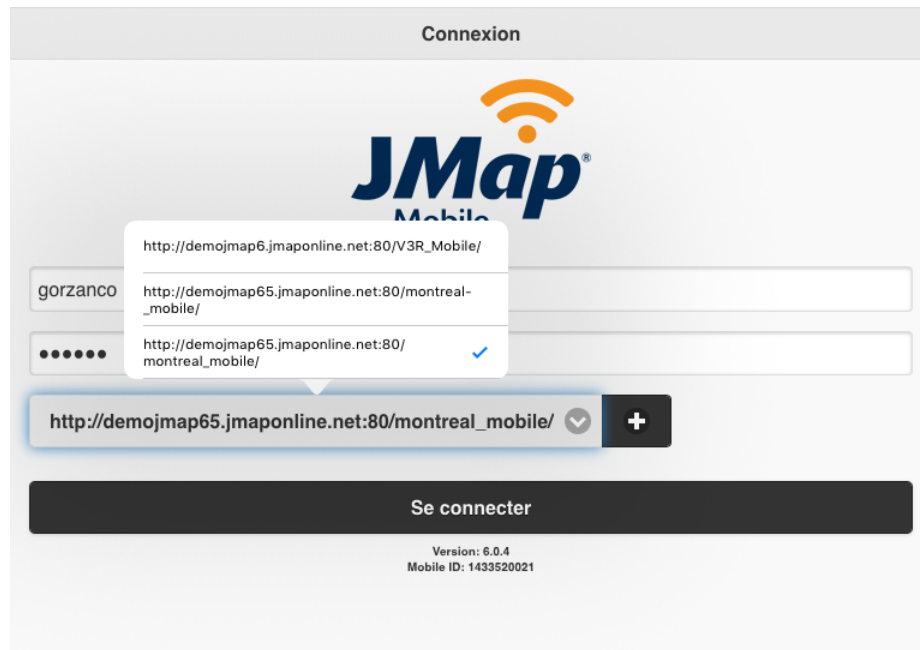 Connexion
JMap®
Mobile
http://demojmap6.jmaponline.net:80/V3R_Mobile/
gorzanco
http://demojmap65.jmaponline.net:80/montreal-
_mobile/
http://demojmap65.jmaponline.net:80/
montreal_mobile/
••••••
http://demojmap65.jmaponline.net:80/montreal_mobile/
Se connecter
Version: 6.0.4
Mobile ID: 1433520021